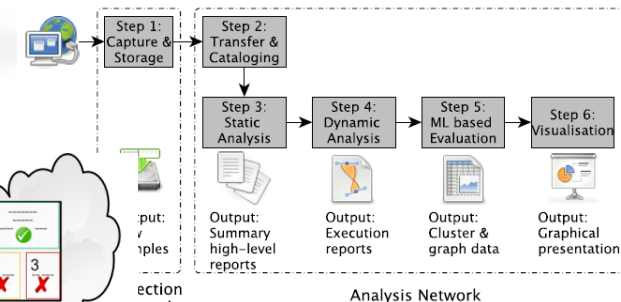 Step 1:
Capture &
Storage
Step 2:
Transfer &
Cataloging
Step 3:
Static
Analysis
Step 4:
Dynamic
Analysis
Step 5:
ML based
Evaluation
Step 6:
Visualisation
Output:
Summary
high-level
reports
Output:
Execution
reports
Output:
Cluster &
graph data
Output:
Graphical
presentation
3
Analysis Network